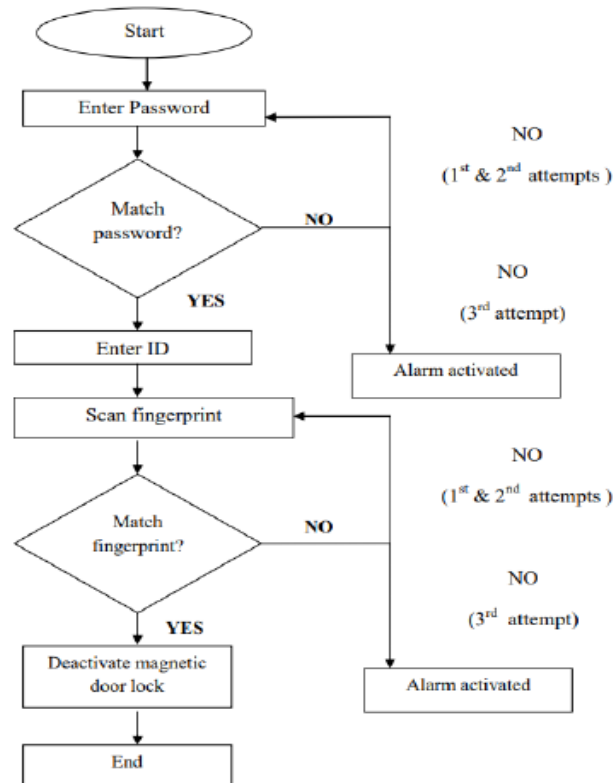 Start
Enter Password
NO
(1st & 2nd attempts )
Match
password?
NO
NO
(3rd attempt)
YES
Enter ID
Alarm activated
Scan fingerprint
NO
(1st & 2nd attempts )
Match
fingerprint?
NO
NO
(3rd attempt)
YES
Deactivate magnetic
door lock
Alarm activated
End